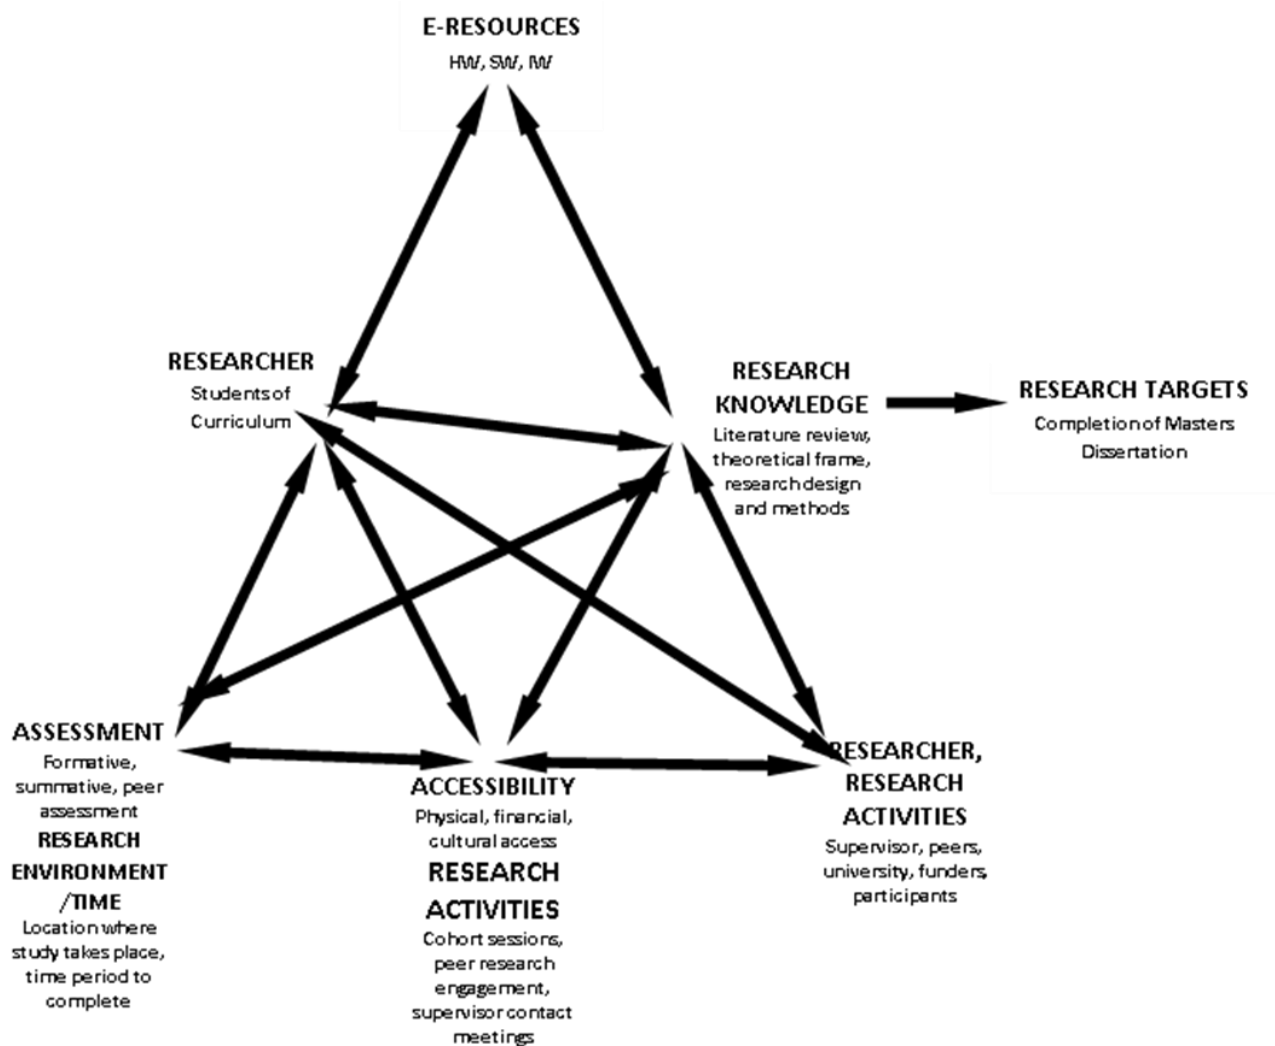 E-RESOURCES
HW, SW, IW
RESEARCHER
Students of
Curriculum
RESEARCH
KNOWLEDGE
Literature review,
theoretical frame,
research design
and methods
RESEARCH TARGETS
Completion of Masters
Dissertation
ASSESSMENT
Formative,
summative, peer
assessment
RESEARCH
ENVIRONMENT
/TIME
Location where
study takes place,
time period to
complete
ACCESSIBILITY
Physical, financial,
cultural access
RESEARCH
ACTIVITIES
Cohort sessions,
peer research
engagement,
supervisor contact
meetings
RESEARCHER,
RESEARCH
ACTIVITIES
Supervisor, peers,
university, funders,
participants